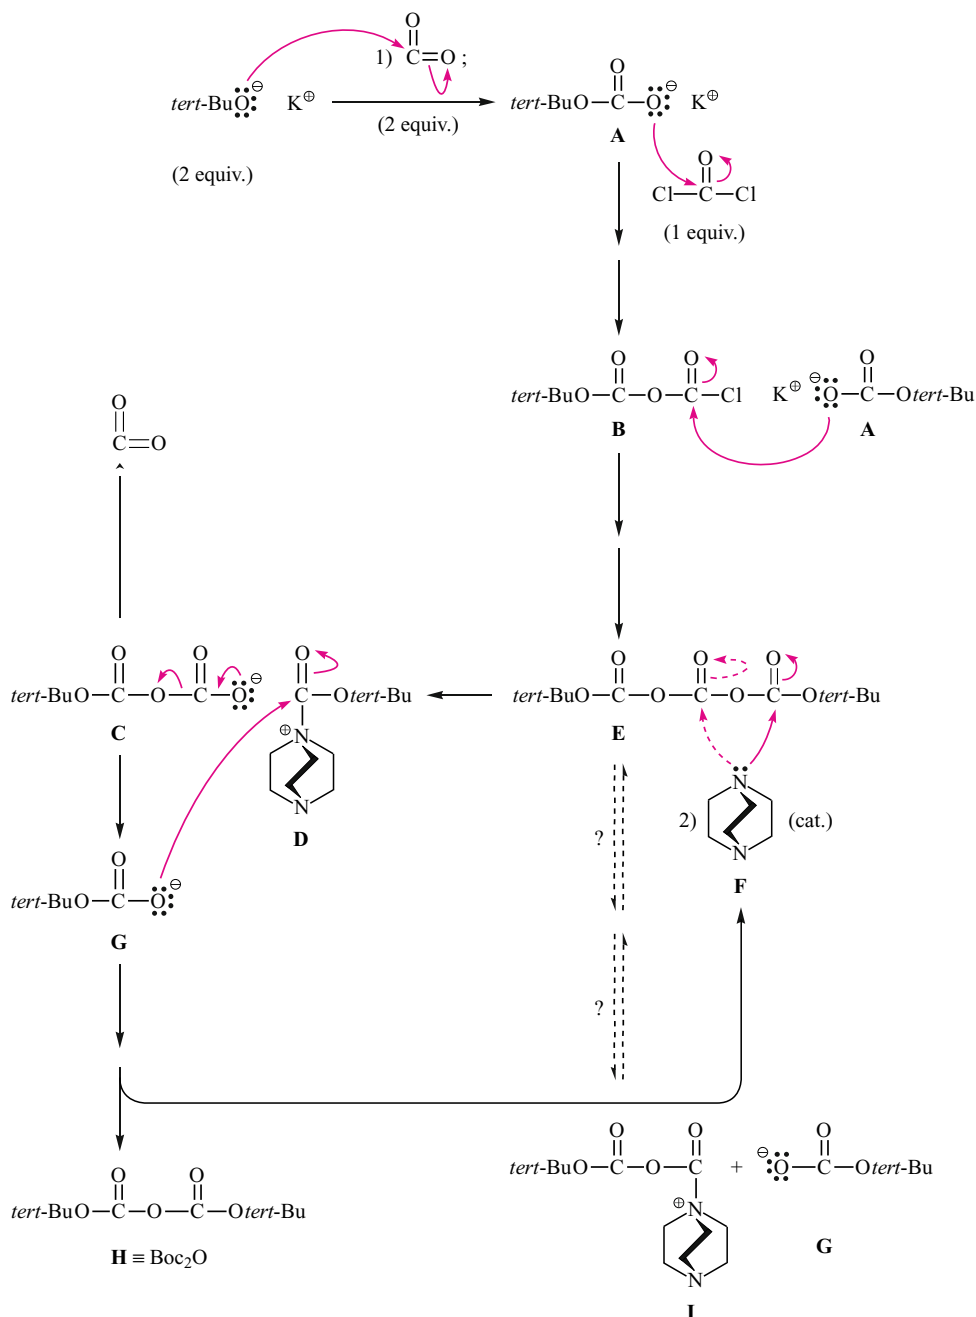 O
1) C=O ;
tert-BuO⊖ K⊕
(2 equiv.)
(2 equiv.)
O
tert-BuO—C—O⊖ K⊕
A
O
Cl—C—Cl
(1 equiv.)
O O
tert-BuO—C—O—C—Cl
B
O
K⊕ ⊖O—C—Otert-Bu
A
O
C=O
O O
tert-BuO—C—O—C—O⊖
C
O
C—Otert-Bu
⊕N
N
D
O O O
tert-BuO—C—O—C—O—C—Otert-Bu
E
N
2) (cat.)
N
F
?
O
tert-BuO—C—O⊖
G
?
O O
tert-BuO—C—O—C—Otert-Bu
H ≡ Boc₂O
O O O
tert-BuO—C—O—C + ⊖O—C—Otert-Bu
⊕N
N
G
I